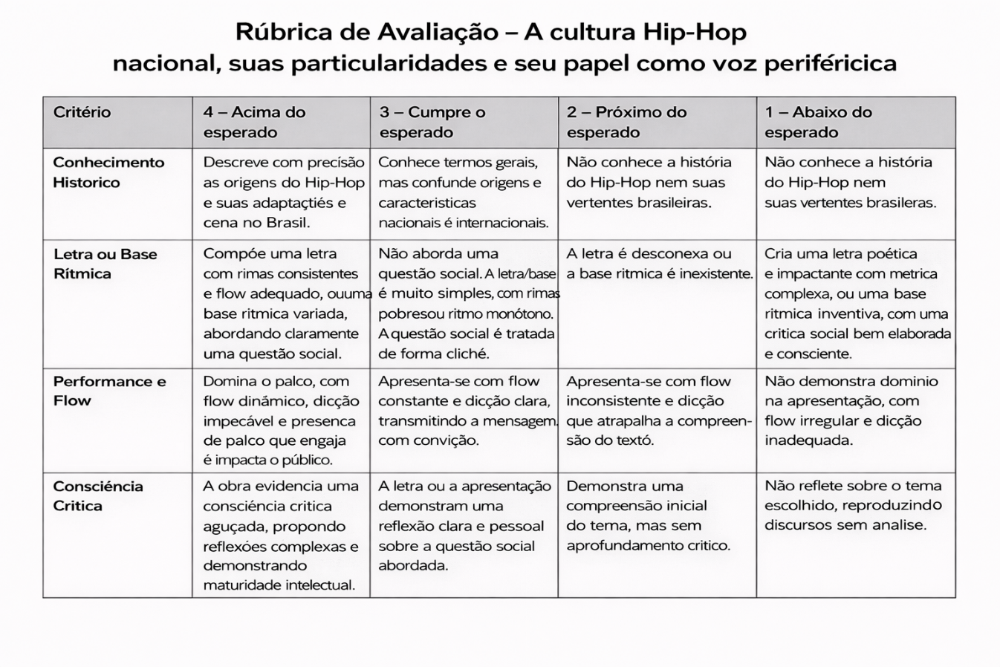 Rúbrica de Avaliação – A cultura Hip-Hop
nacional, suas particularidades e seu papel como voz periféricica
Critério
4 – Acima do
esperado
3 – Cumpre o
esperado
2 – Próximo do
esperado
1 – Abaixo do
esperado
Conhecimento
Historico
Descreve com precísão
as origens do Hip-Hop
e suas adaptaçtiés e
cena no Brasil.
Conhece termos gerais,
mas confunde origens e
caracteristicas
nacionais é internacionais.
Não conhece a história
do Hip-Hop nem suas
vertentes brasileiras.
Não conhece a história
do Hip-Hop nem
suas vertentes brasileras.
Letra ou Base
Rítmica
Compóe uma letra
com rimas consistentes
e flow adequado, ouuma
base ritmica variada,
abordando claramente
uma questão social.
Não aborda uma
questão social. A letra/base
é muito simples, com rimas
pobresou ritmo monótono.
A questão social é tratada
de forma cliché.
A letra é desconexa ou
a base ritmica é inexistente.
Cria uma letra poética
e impactante com metrica
complexa, ou uma base
ritmica inventiva, com uma
critica social bem elaborada
e consciente.
Performance e
Flow
Domina o palco, com
flow dinámico, dicção
impecável e presenca
de palco que engaja
é impacta o público.
Apresenta-se com flow
constante e dicção clara,
transmitindo a mensagem.
com convição.
Apresenta-se com flow
inconsistente e dicção
que atrapalha a compreen-
são do textó.
Não demonstra dominio
na apresentação, com
flow irregular e dicção
inadequada.
Consciéncia
Critica
A obra evidencia uma
consciéncia critica
aguçada, propondo
reflexóes complexas e
demonstrando
maturidade intelectual.
A letra ou a apresentação
demonstram uma
reflexão clara e pessoal
sobre a questão social
abordada.
Demonstra uma
compreensão inicial
do tema, mas sem
aprofundamento critico.
Não reflete sobre o tema
escolhido, reproduzindo
discursos sem analise.